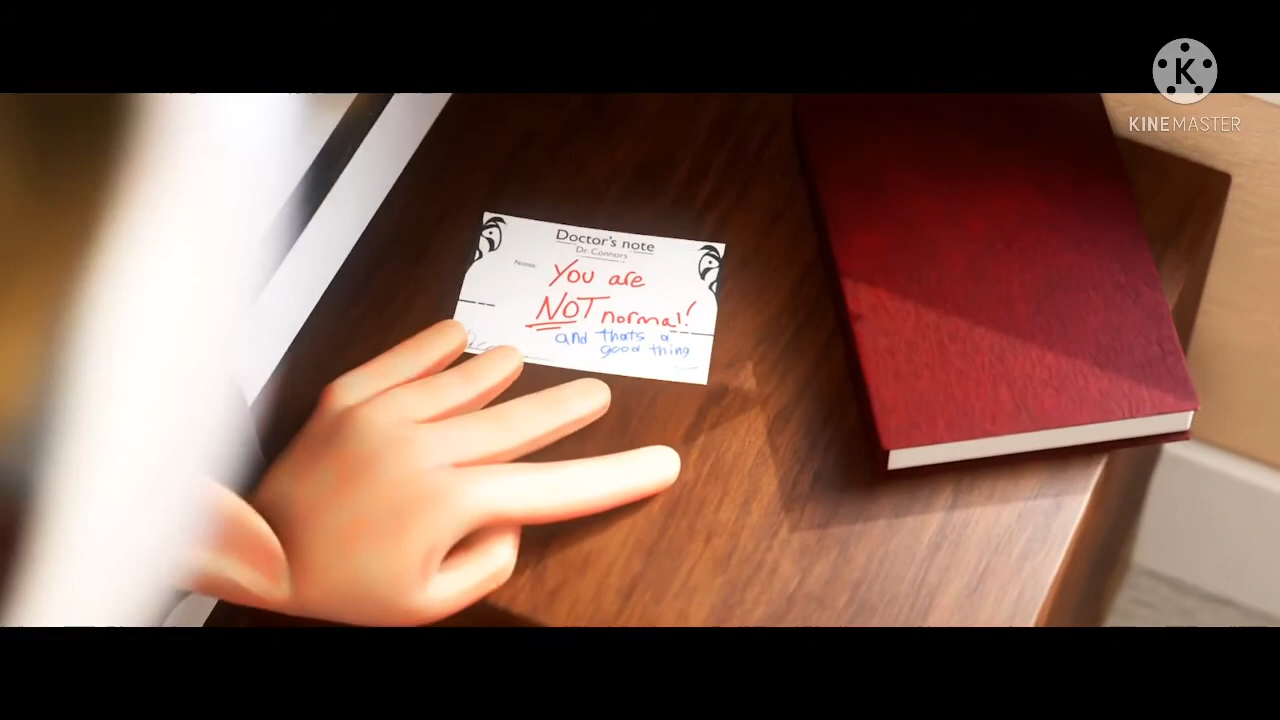 KINEMASTER
Doctor's note
Dr. Connors
Notes:
You are
NOT normal!
and thats a
good thing